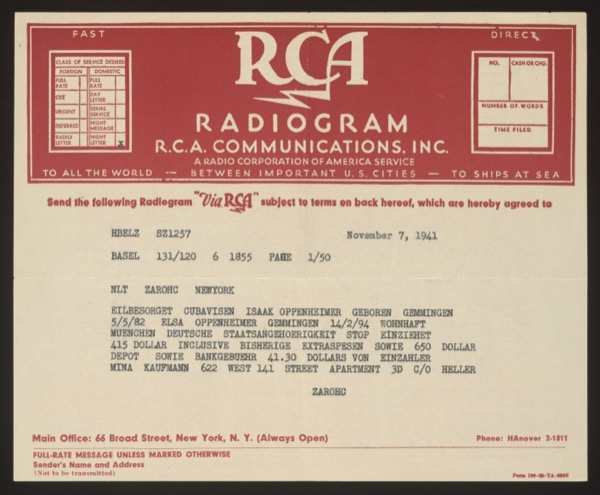 FAST
DIRECT
RCA
CLASS OF SERVICE DESIRED
FOREIGN DOMESTIC
FULL RATE FULL RATE
CDE DAY LETTER
URGENT SERIAL SERVICE
DEFERRED NIGHT MESSAGE
RADIO LETTER NIGHT LETTER X
NO. CASH OR CHG.
NUMBER OF WORDS
TIME FILED
RADIOGRAM
R.C.A. COMMUNICATIONS, INC.
A RADIO CORPORATION OF AMERICA SERVICE
TO ALL THE WORLD — BETWEEN IMPORTANT U.S. CITIES — TO SHIPS AT SEA
Send the following Radiogram "Via RCA" subject to terms on back hereof, which are hereby agreed to
HBELZ SZ1257 November 7, 1941
BASEL 131/120 6 1855 PAGE 1/50
NLT ZAROHC NEWYORK
EILBESORGET CUBAVISEN ISAAK OPPENHEIMER GEBOREN GEMMINGEN
5/5/82 ELSA OPPENHEIMER GEMMINGEN 14/2/94 WOHNHAFT
MUENCHEN DEUTSCHE STAATSANGEHOERIGKEIT STOP EINZIEHET
415 DOLLAR INCLUSIVE BISHERIGE EXTRASPESEN SOWIE 650 DOLLAR
DEPOT SOWIE BANKGEBUEHR 41.30 DOLLARS VON EINZAHLER
MINA KAUFMANN 622 WEST 141 STREET APARTMENT 3D C/O HELLER
ZAROHC
Main Office: 66 Broad Street, New York, N. Y. (Always Open) Phone: HAnover 2-1811
FULL-RATE MESSAGE UNLESS MARKED OTHERWISE
Sender's Name and Address
(Not to be transmitted)